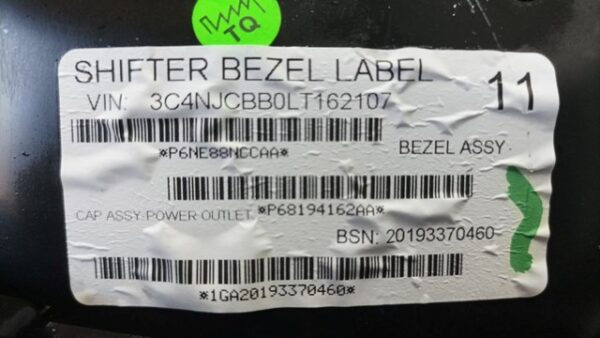 TQ
SHIFTER BEZEL LABEL 11
VIN: 3C4NJCBB0LT162107
*P6NE88NCCAA* BEZEL ASSY
CAP ASSY POWER OUTLET *P68194162AA*
BSN: 20193370460
*1GA20193370460*